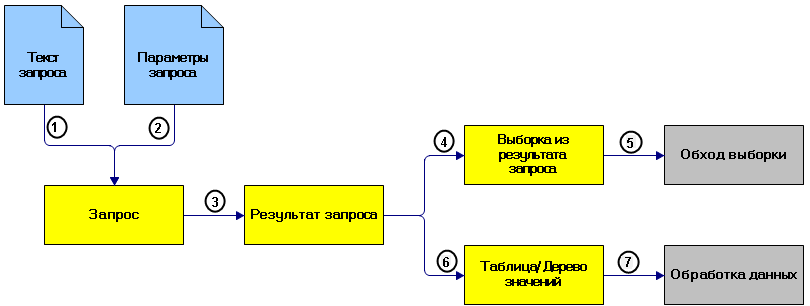 Текст
запроса
Параметры
запроса
1
2
4
Выборка из
результата
запроса
5
Обход выборки
Запрос
3
Результат запроса
6
Таблица/Дерево
значений
7
Обработка данных